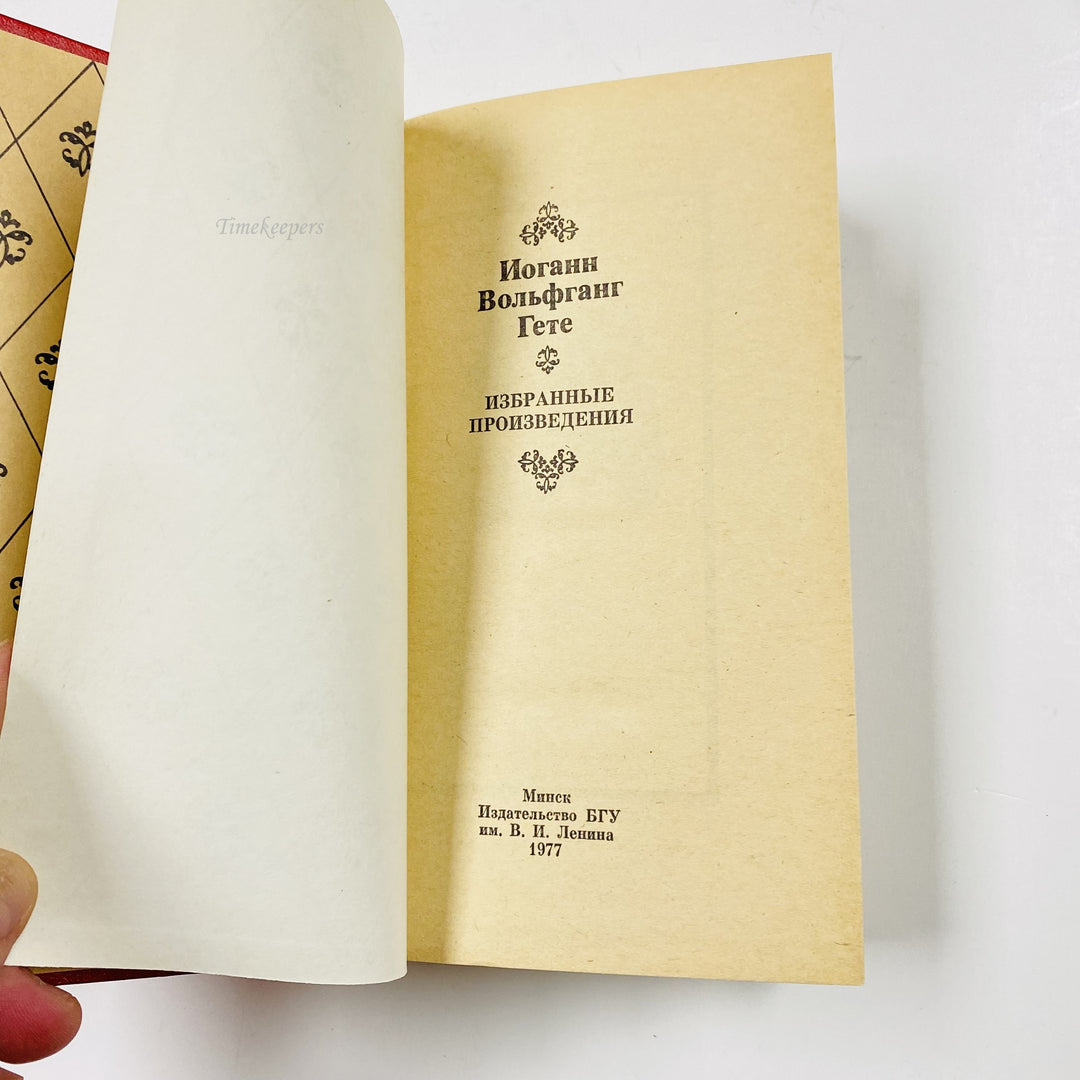 Timekeepers
Иоганн
Вольфганг
Гете
ИЗБРАННЫЕ
ПРОИЗВЕДЕНИЯ
Минск
Издательство БГУ
им. В. И. Ленина
1977